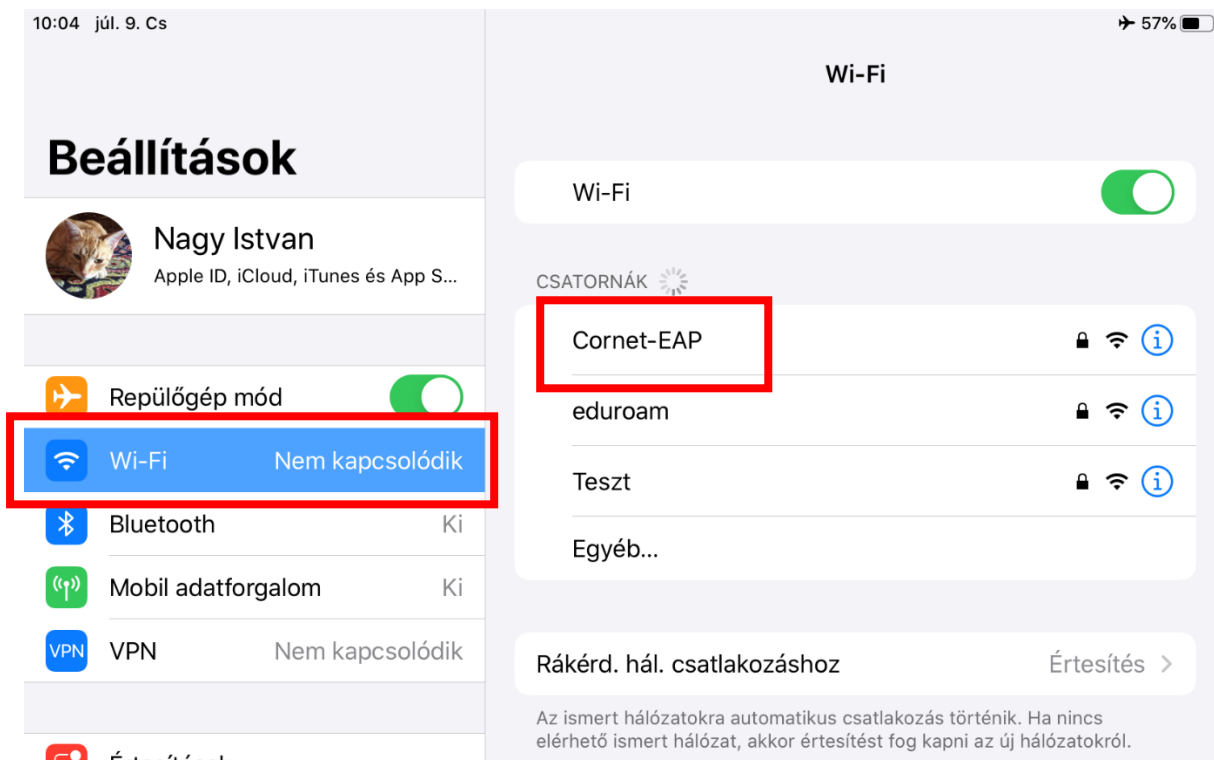 10:04 júl. 9. Cs
57%
Wi-Fi
Beállítások
Nagy Istvan
Apple ID, iCloud, iTunes és App S...
Repülőgép mód
Wi-Fi Nem kapcsolódik
Bluetooth Ki
Mobil adatforgalom Ki
VPN VPN Nem kapcsolódik
Wi-Fi
CSATORNÁK
Cornet-EAP
eduroam
Teszt
Egyéb...
Rákérd. hál. csatlakozáshoz Értesítés
Az ismert hálózatokra automatikus csatlakozás történik. Ha nincs
elérhető ismert hálózat, akkor értesítést fog kapni az új hálózatokról.